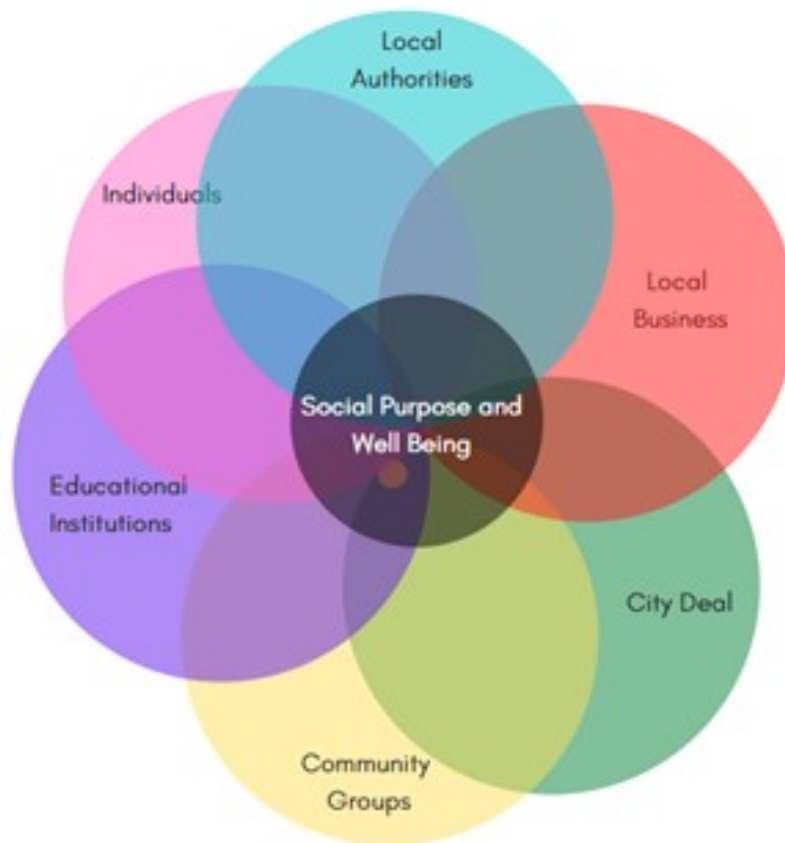 Local
Authorities
Individuals
Local
Business
Social Purpose and
Well Being
Educational
Institutions
City Deal
Community
Groups